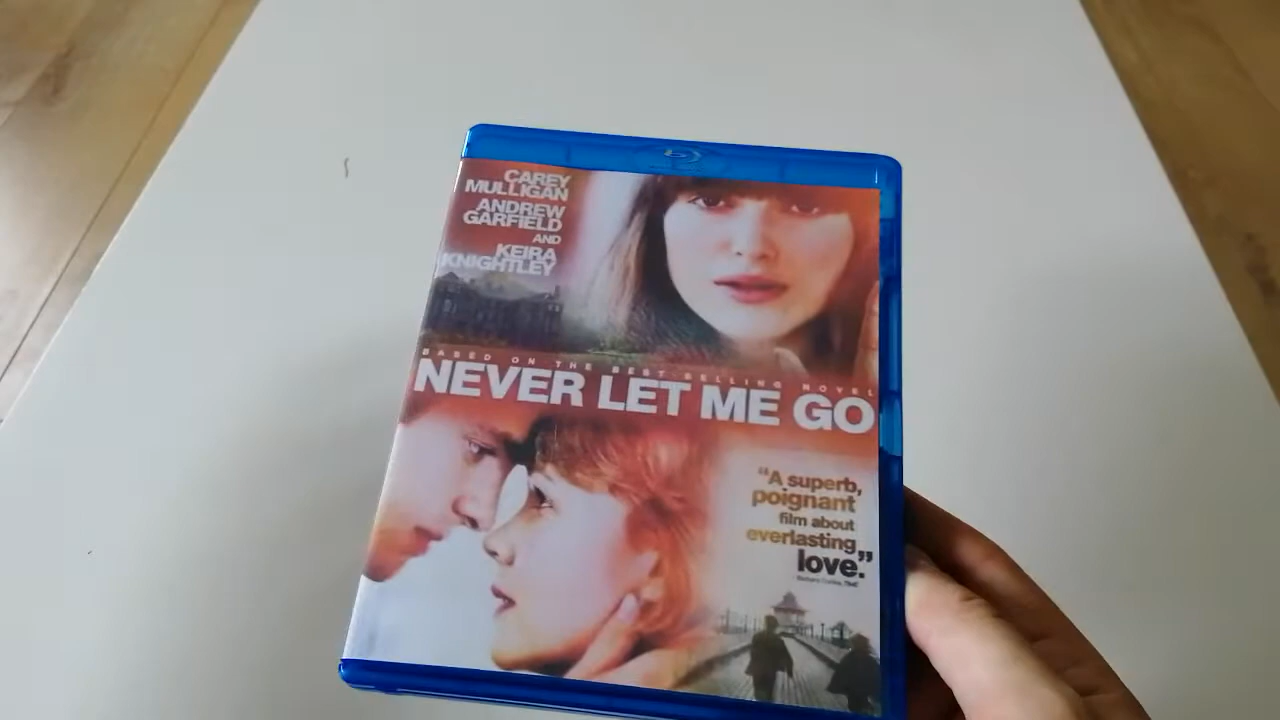 CAREY
MULLIGAN
ANDREW
GARFIELD
AND
KEIRA
KNIGHTLEY
BASED ON THE BEST SELLING NOVEL
NEVER LET ME GO
“A superb,
poignant
film about
everlasting
love.”